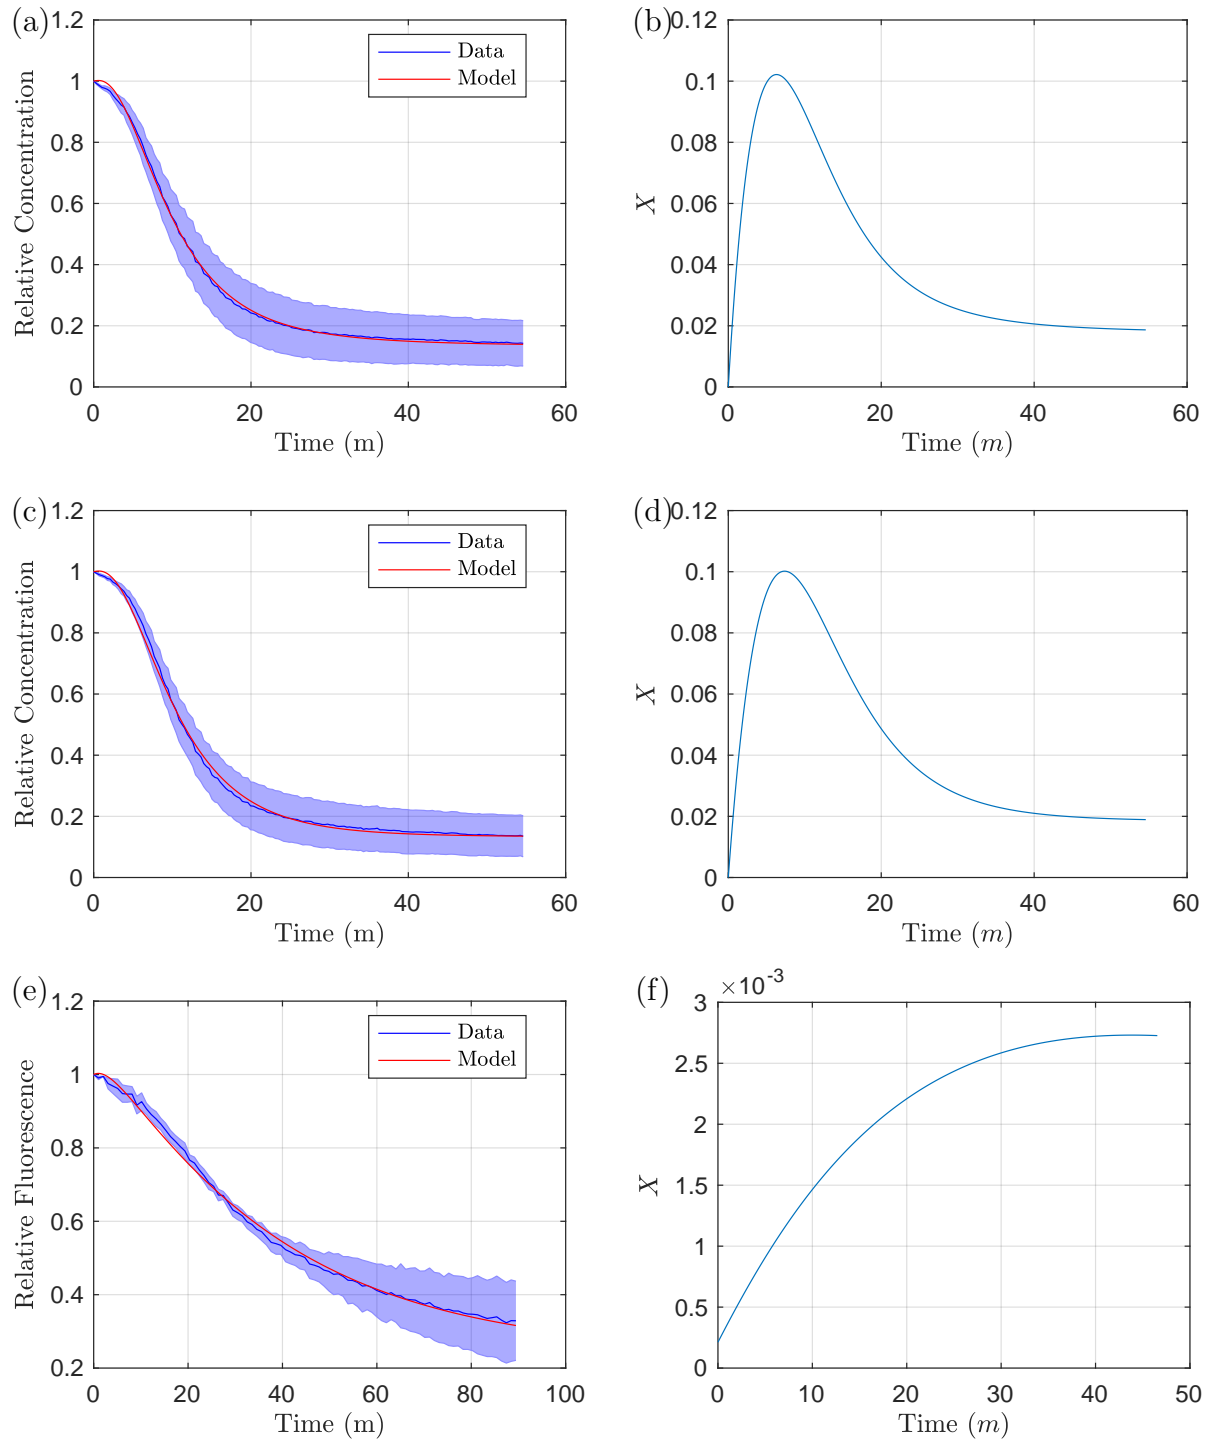 (a)
1.2
1
0.8
0.6
0.4
0.2
0
Relative Concentration
Data
Model
0 20 40 60
Time (m)
(b)
0.12
0.1
0.08
0.06
0.04
0.02
0
X
0 20 40 60
Time (m)
(c)
1.2
1
0.8
0.6
0.4
0.2
0
Relative Concentration
Data
Model
0 20 40 60
Time (m)
(d)
0.12
0.1
0.08
0.06
0.04
0.02
0
X
0 20 40 60
Time (m)
(e)
1.2
1
0.8
0.6
0.4
0.2
Relative Fluorescence
Data
Model
0 20 40 60 80 100
Time (m)
(f)
×10⁻³
3
2.5
2
1.5
1
0.5
0
X
0 10 20 30 40 50
Time (m)